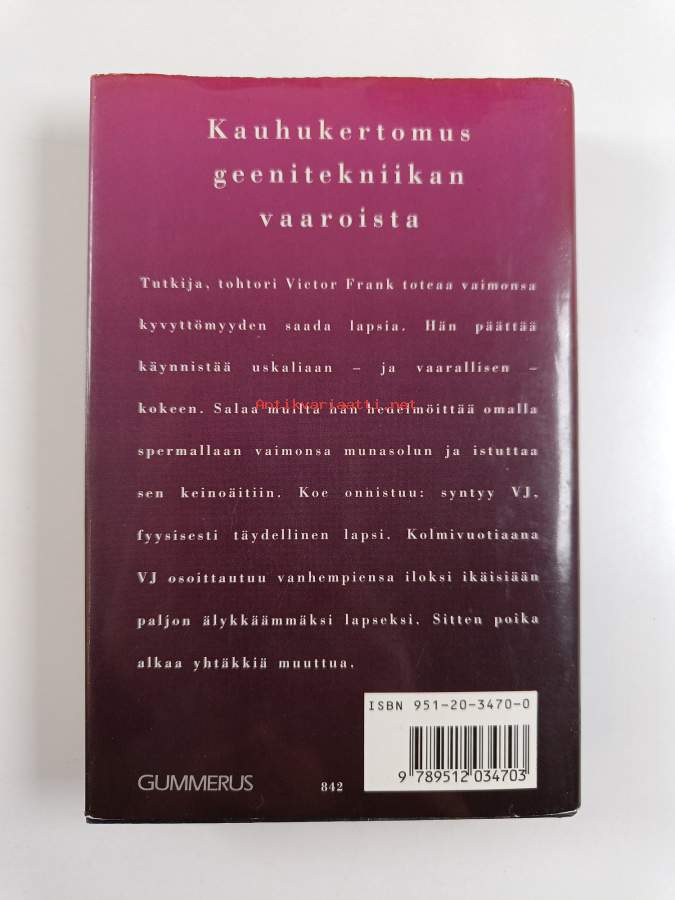 Kauhukertomus
geenitekniikan
vaaroista
Tutkija, tohtori Victor Frank toteaa vaimonsa
kyvyttömyyden saada lapsia. Hän päättää
käynnistää uskaliaan – ja vaarallisen –
Antikvariaatti.net
kokeen. Salaa muilta hän hedelmöittää omalla
spermallaan vaimonsa munasolun ja istuttaa
sen keinoäitiin. Koe onnistuu: syntyy VJ,
fyysisesti täydellinen lapsi. Kolmivuotiaana
VJ osoittautuu vanhempiensa iloksi ikäisiään
paljon älykkäämmäksi lapseksi. Sitten poika
alkaa yhtäkkiä muuttua.
ISBN 951-20-3470-0
9 789512 034703
GUMMERUS
842